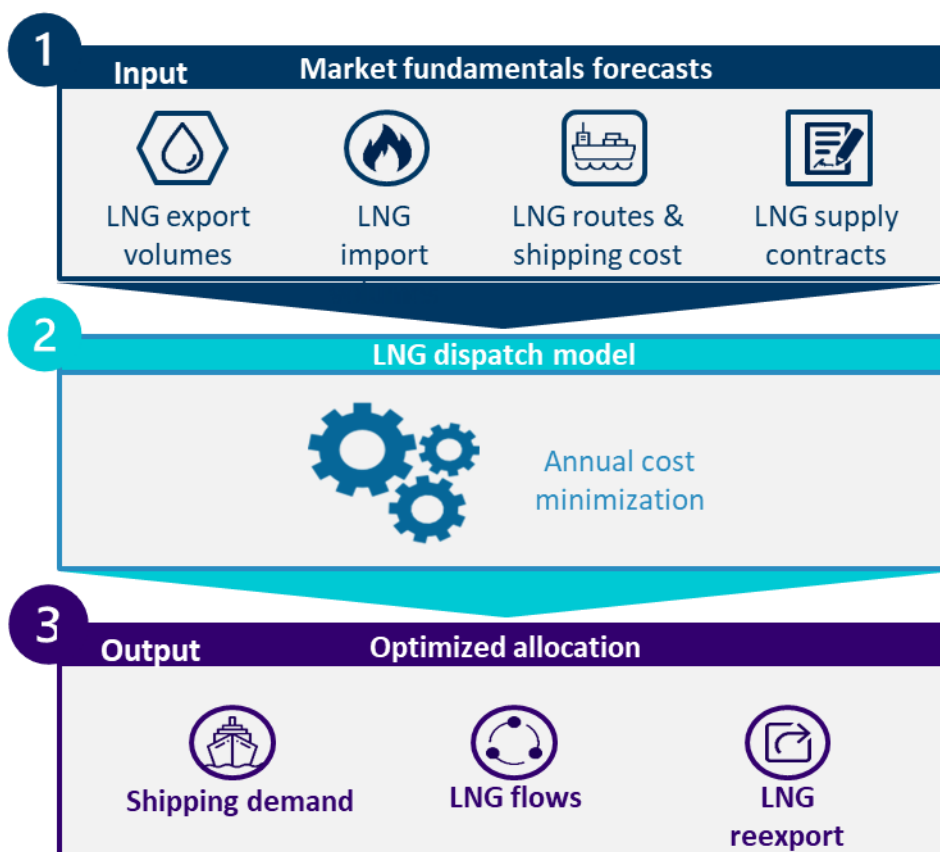 1
Input
Market fundamentals forecasts
LNG export
volumes
LNG
import
LNG routes &
shipping cost
LNG supply
contracts
2
LNG dispatch model
Annual cost
minimization
3
Output
Optimized allocation
Shipping demand
LNG flows
LNG
reexport